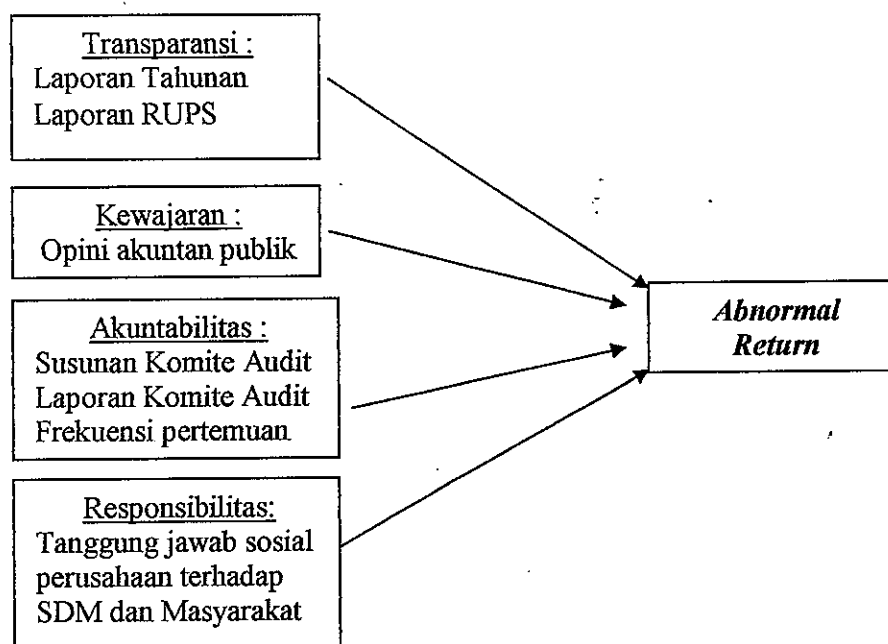 Transparansi :
Laporan Tahunan
Laporan RUPS
Kewajaran :
Opini akuntan publik
Akuntabilitas :
Susunan Komite Audit
Laporan Komite Audit
Frekuensi pertemuan
Responsibilitas:
Tanggung jawab sosial
perusahaan terhadap
SDM dan Masyarakat
Abnormal
Return